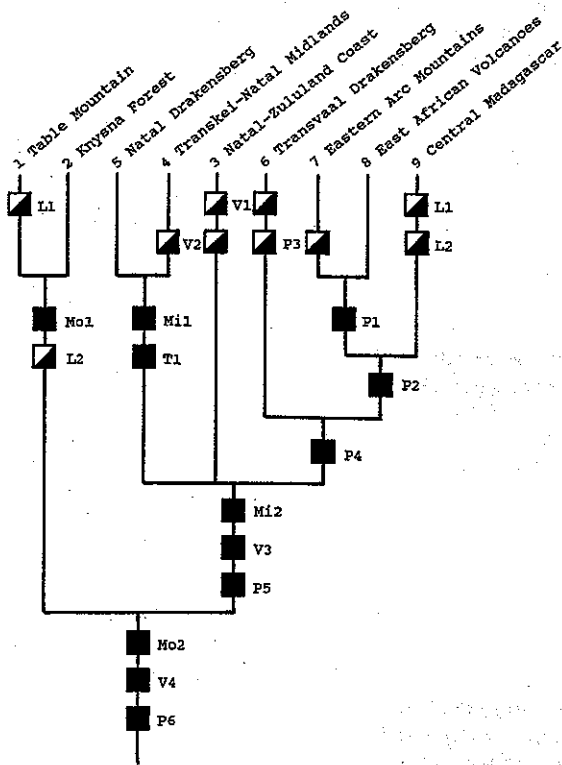 1 Table Mountain
2 Knysna Forest
5 Natal Drakensberg
4 Transkei-Natal Midlands
3 Natal-Zululand Coast
6 Transvaal Drakensberg
7 Eastern Arc Mountains
8 East African Volcanoes
9 Central Madagascar
L1
V1
L1
V2
P3
L2
Mo1
Mi1
P1
L2
T1
P2
P4
Mi2
V3
P5
Mo2
V4
P6